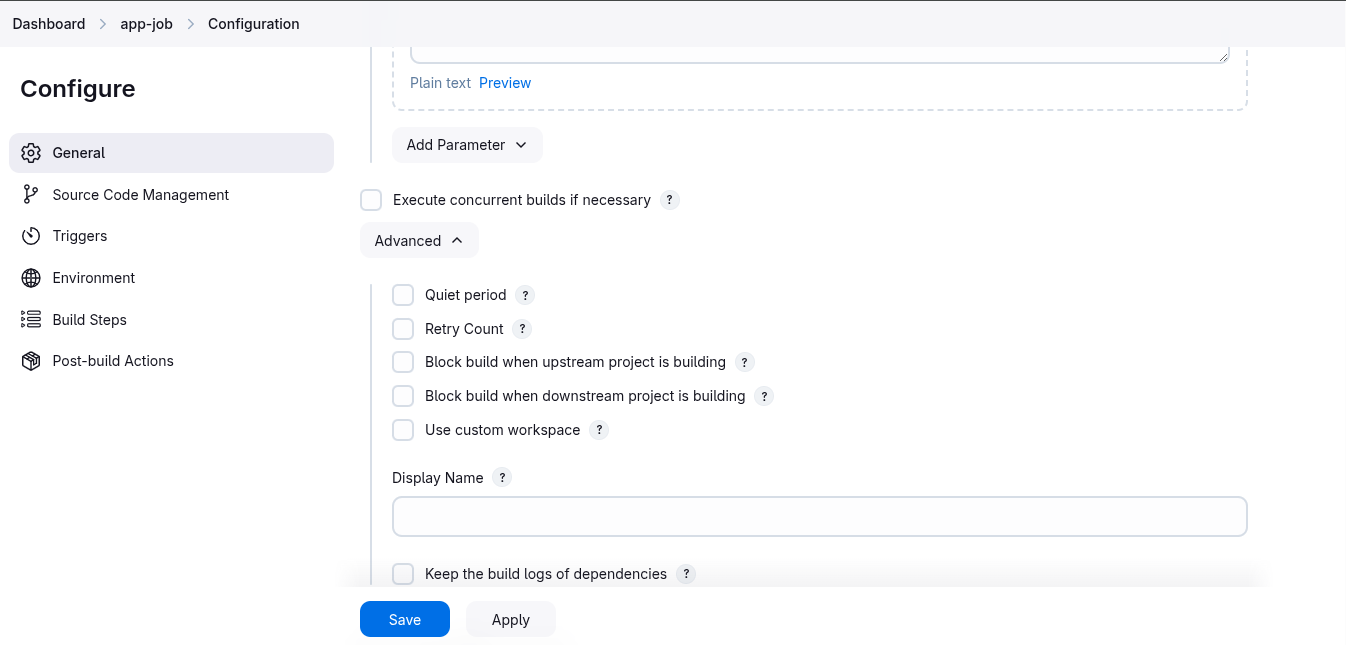 Dashboard > app-job > Configuration
Configure
General
Source Code Management
Triggers
Environment
Build Steps
Post-build Actions
Plain text Preview
Add Parameter
Execute concurrent builds if necessary ?
Advanced
Quiet period ?
Retry Count ?
Block build when upstream project is building ?
Block build when downstream project is building ?
Use custom workspace ?
Display Name ?
Keep the build logs of dependencies ?
Save Apply